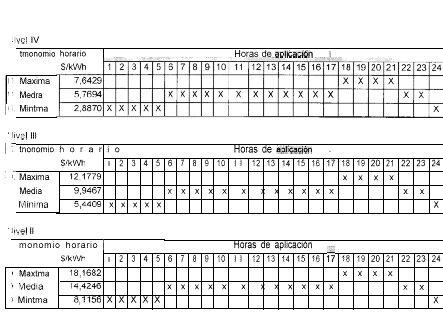 Nivel IV
tmonomio horario Horas de aplicación
$/kWh 1 2 3 4 5 6 7 8 9 10 11 12 13 14 15 16 17 18 19 20 21 22 23 24
Maxima 7,6429 X X X X
Medra 5,7694 X X X X X X X X X X X X X X
Mintma 2,8870 X X X X X X
Nivel III
tnonomio horario Horas de aplicación
$/kWh 1 2 3 4 5 6 7 8 9 10 11 12 13 14 15 16 17 18 19 20 21 22 23 24
Maxima 12,1779 x x x x
Media 9,9467 x x x x x x x x x x x x x x
Minima 5,4409 x x x x x x
Nivel II
monomio horario Horas de aplicación
$/kWh 1 2 3 4 5 6 7 8 9 10 11 12 13 14 15 16 17 18 19 20 21 22 23 24
Maxtma 18,1682 x x x x
Media 14,4246 x x x x x x x x x x x x x x
Mintma 8,1156 X X X X X X